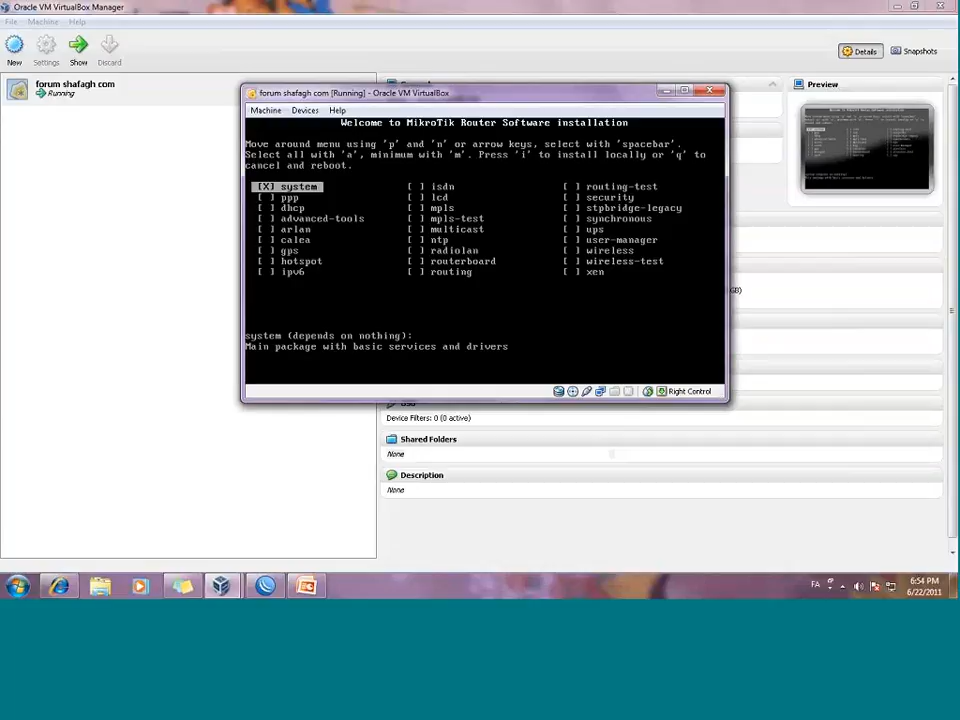 Oracle VM VirtualBox Manager
File Machine Help
New Settings Show Discard
Details Snapshots
forum shafagh com
Running
Preview
forum shafagh com [Running] - Oracle VM VirtualBox
Machine Devices Help
Welcome to MikroTik Router Software installation
Move around menu using 'p' and 'n' or arrow keys, select with 'spacebar'.
Select all with 'a', minimum with 'm'. Press 'i' to install locally or 'q' to
cancel and reboot.
[X] system [ ] isdn [ ] routing-test
[ ] ppp [ ] lcd [ ] security
[ ] dhcp [ ] mpls [ ] stpbridge-legacy
[ ] advanced-tools [ ] mpls-test [ ] synchronous
[ ] arlan [ ] multicast [ ] ups
[ ] calea [ ] ntp [ ] user-manager
[ ] gps [ ] radiolan [ ] wireless
[ ] hotspot [ ] routerboard [ ] wireless-test
[ ] ipv6 [ ] routing [ ] xen
GB)
system (depends on nothing):
Main package with basic services and drivers
Right Control
Device Filters: 0 (0 active)
Shared Folders
None
Description
None
FA
6:54 PM
6/22/2011